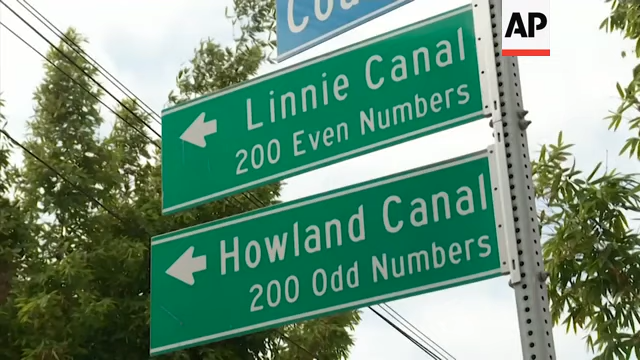 AP
Linnie Canal
200 Even Numbers
Howland Canal
200 Odd Numbers